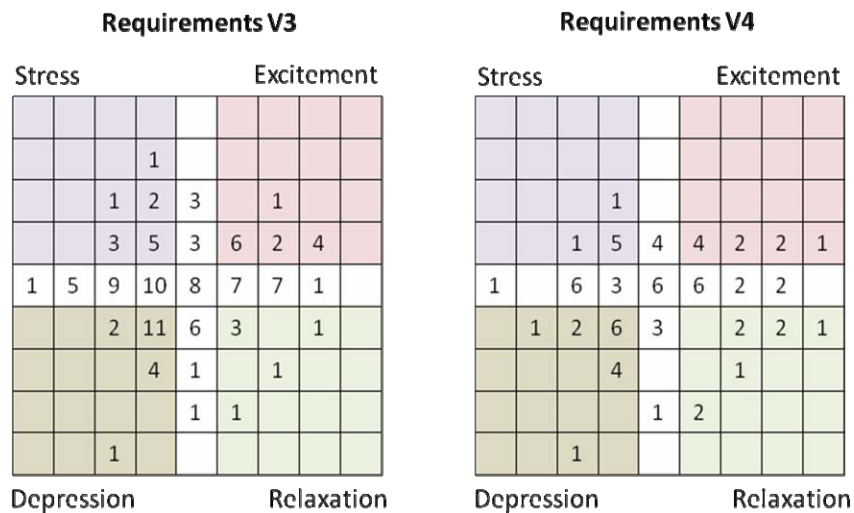 Requirements V3 Requirements V4
Stress Excitement Stress Excitement
1
1 2 3 1 1
3 5 3 6 2 4 1 5 4 4 2 2 1
1 5 9 10 8 7 7 1 1 6 3 6 6 2 2
2 11 6 3 1 1 2 6 3 2 2 1
4 1 1 4 1
1 1 1 2
1 1
Depression Relaxation Depression Relaxation